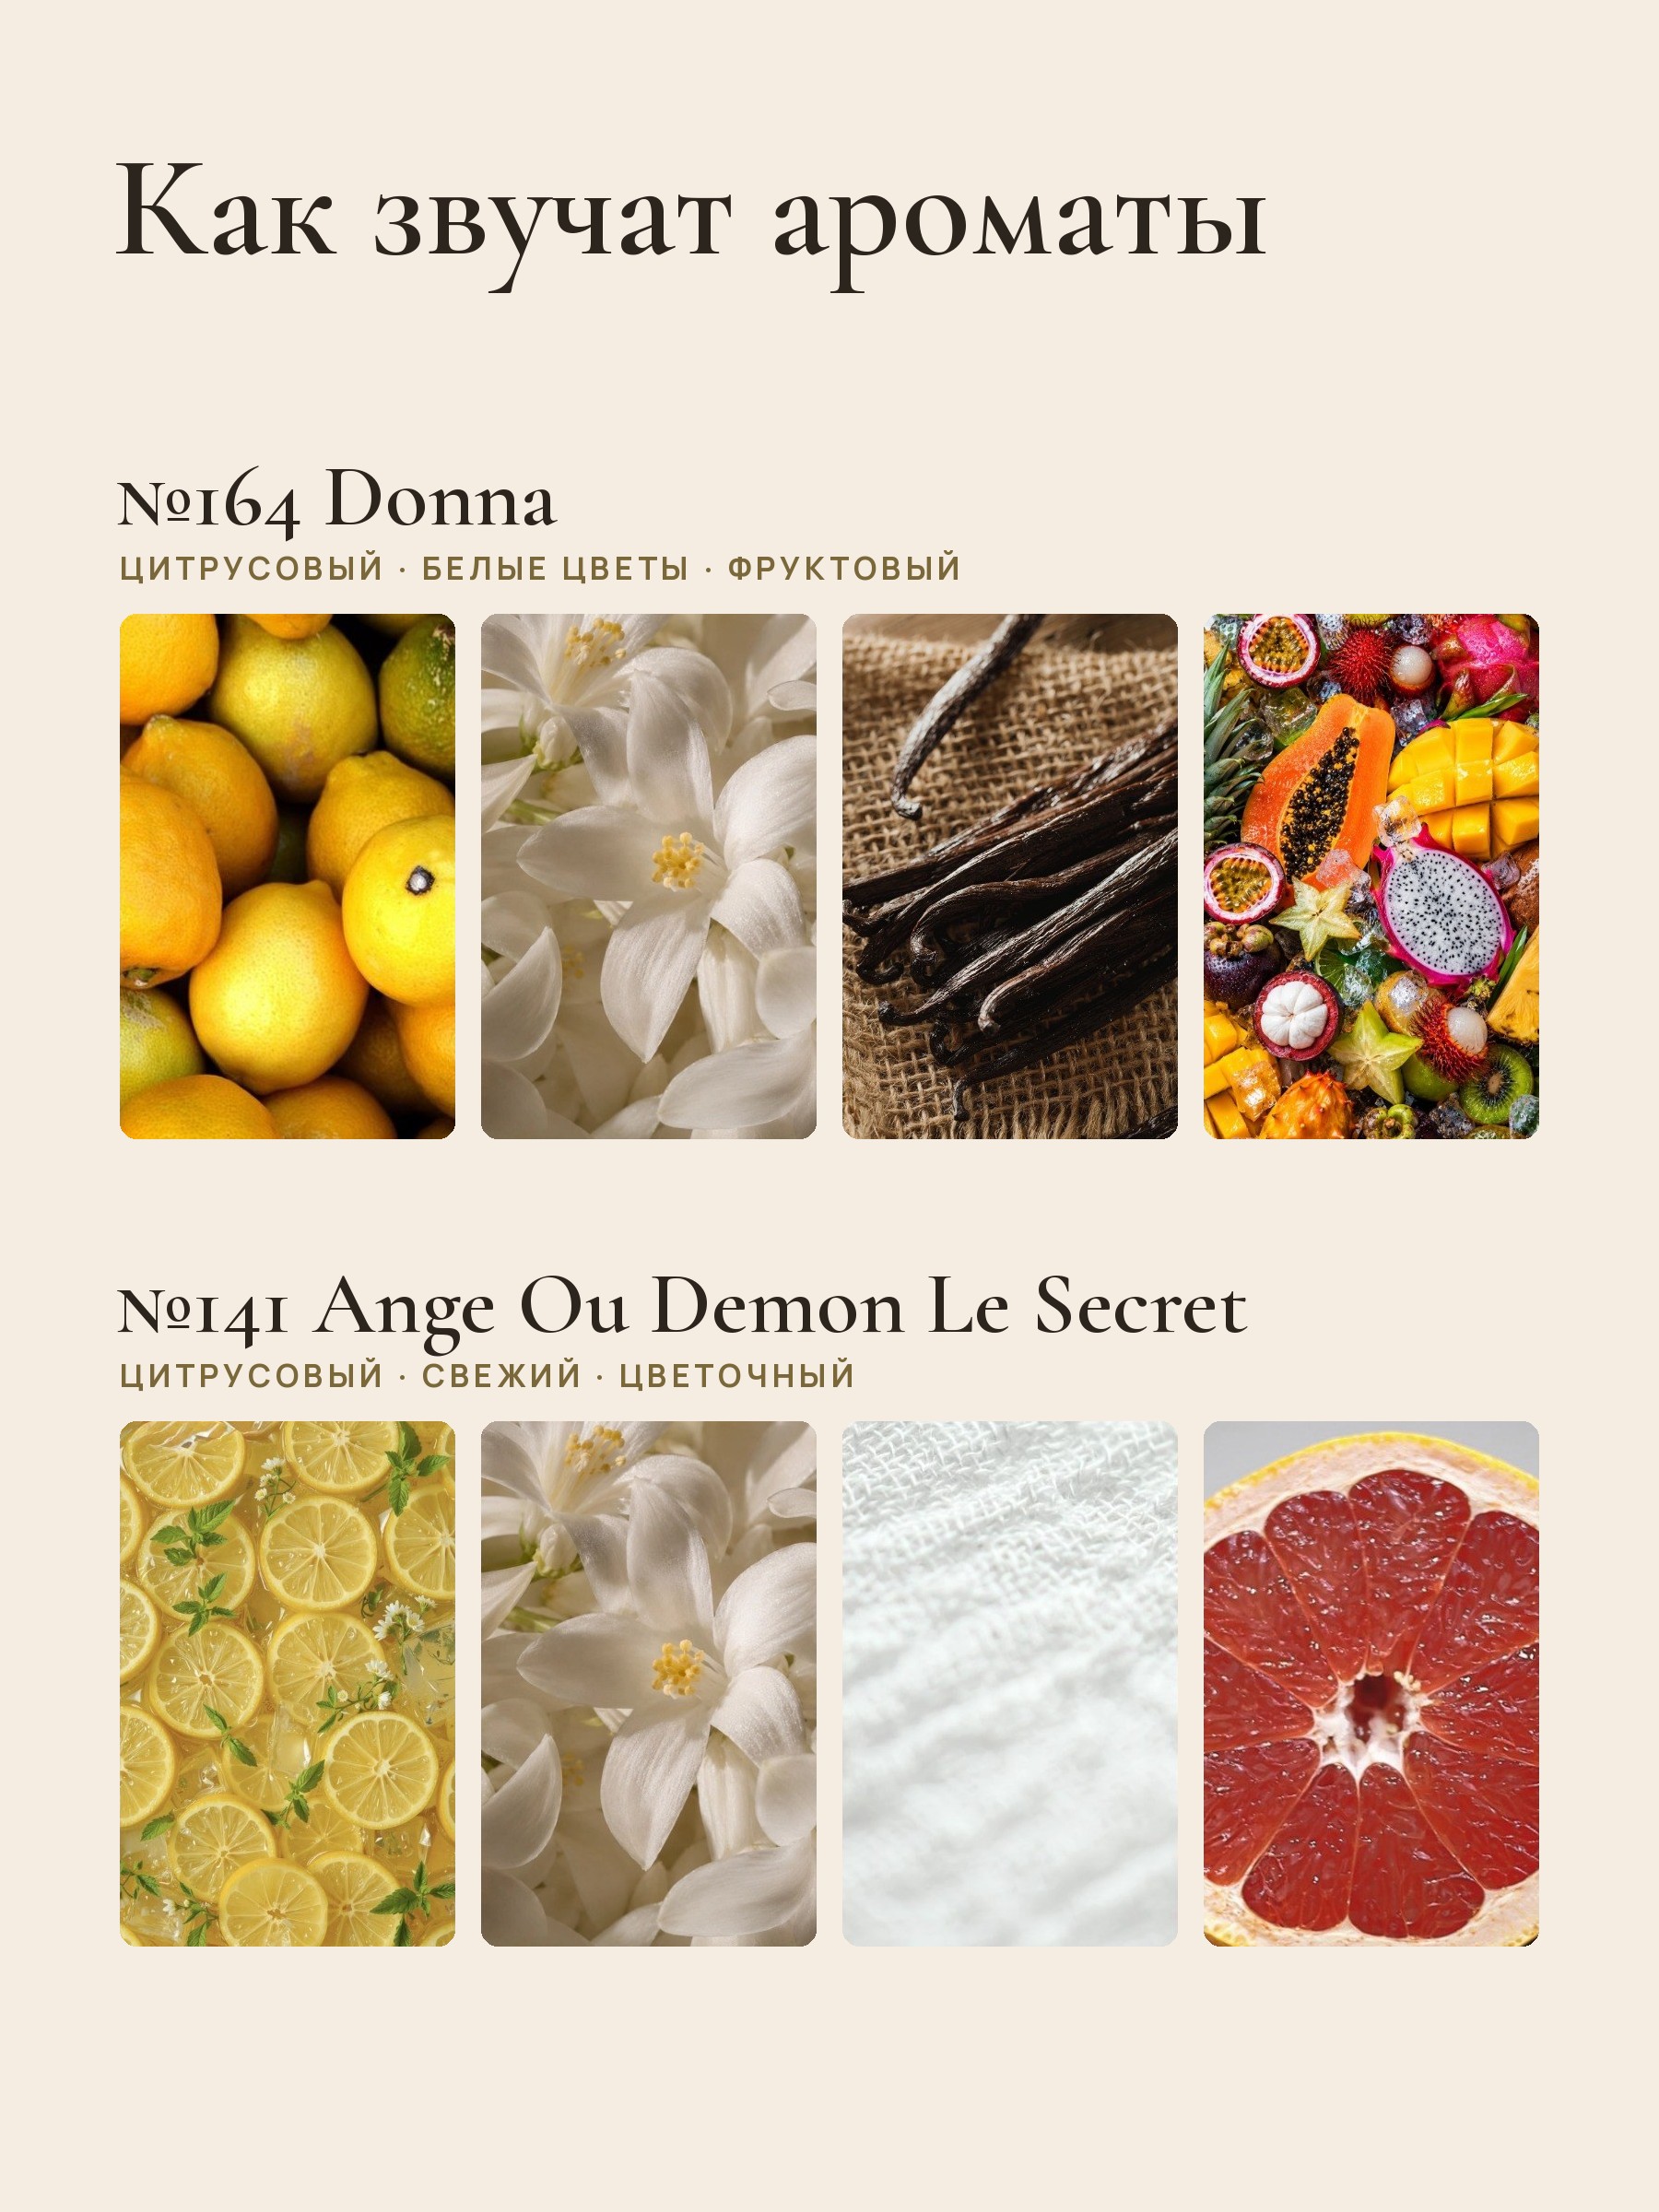 Как звучат ароматы
№164 Donna
ЦИТРУСОВЫЙ · БЕЛЫЕ ЦВЕТЫ · ФРУКТОВЫЙ
№141 Ange Ou Demon Le Secret
ЦИТРУСОВЫЙ · СВЕЖИЙ · ЦВЕТОЧНЫЙ